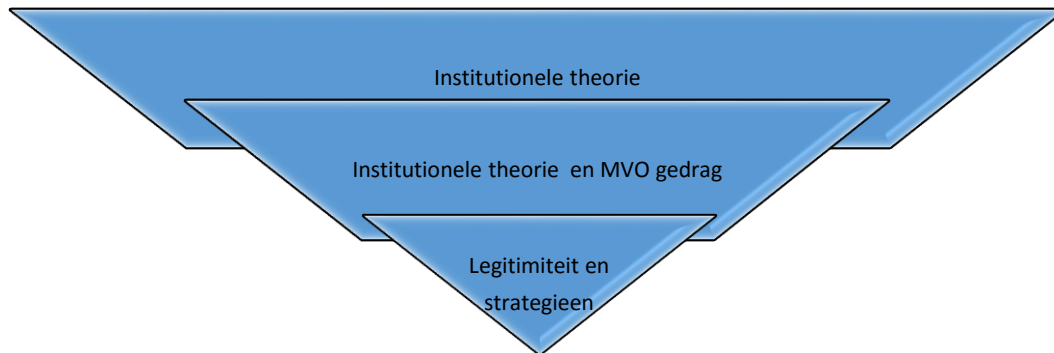 Institutionele theorie
Institutionele theorie en MVO gedrag
Legitimiteit en
strategieen